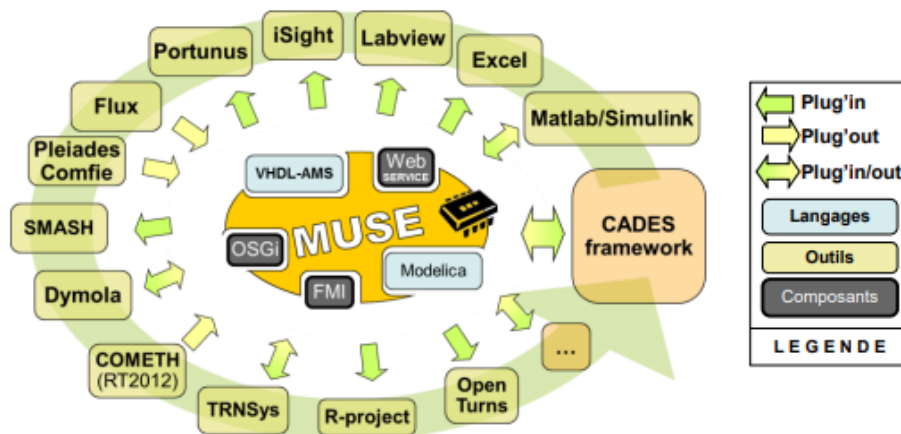 iSight
Labview
Portunus
Excel
Flux
Matlab/Simulink
Pleiades
Comfie
VHDL-AMS
Web
SERVICE
SMASH
MUSE
OSGi
CADES
framework
Modelica
Dymola
FMI
COMETH
(RT2012)
...
Open
Turns
TRNSys
R-project
Plug'in
Plug'out
Plug'in/out
Langages
Outils
Composants
LEGENDE